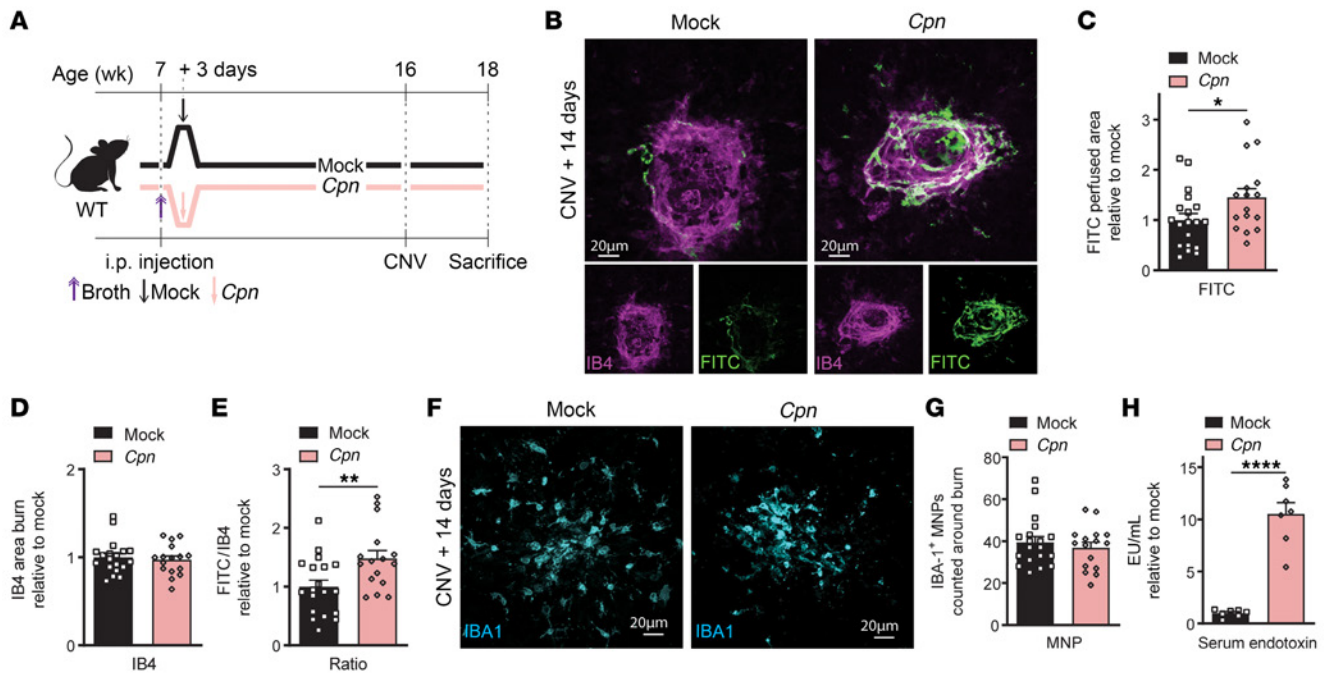 A
Age (wk) 7 + 3 days 16 18
Mock
Cpn
WT
i.p. injection CNV Sacrifice
Broth Mock Cpn
B
Mock Cpn
CNV + 14 days
20µm 20µm
IB4 FITC IB4 FITC
C
Mock
Cpn
*
FITC perfused area
relative to mock
3
2
1
0
FITC
D
Mock
Cpn
IB4 area burn
relative to mock
2
1
0
IB4
E
Mock
Cpn
**
FITC/IB4
relative to mock
3
2
1
0
Ratio
F
Mock Cpn
CNV + 14 days
IBA1 20µm IBA1 20µm
G
Mock
Cpn
IBA-1+ MNPs
counted around burn
80
60
40
20
0
MNP
H
Mock
Cpn
****
EU/mL
relative to mock
15
10
5
0
Serum endotoxin